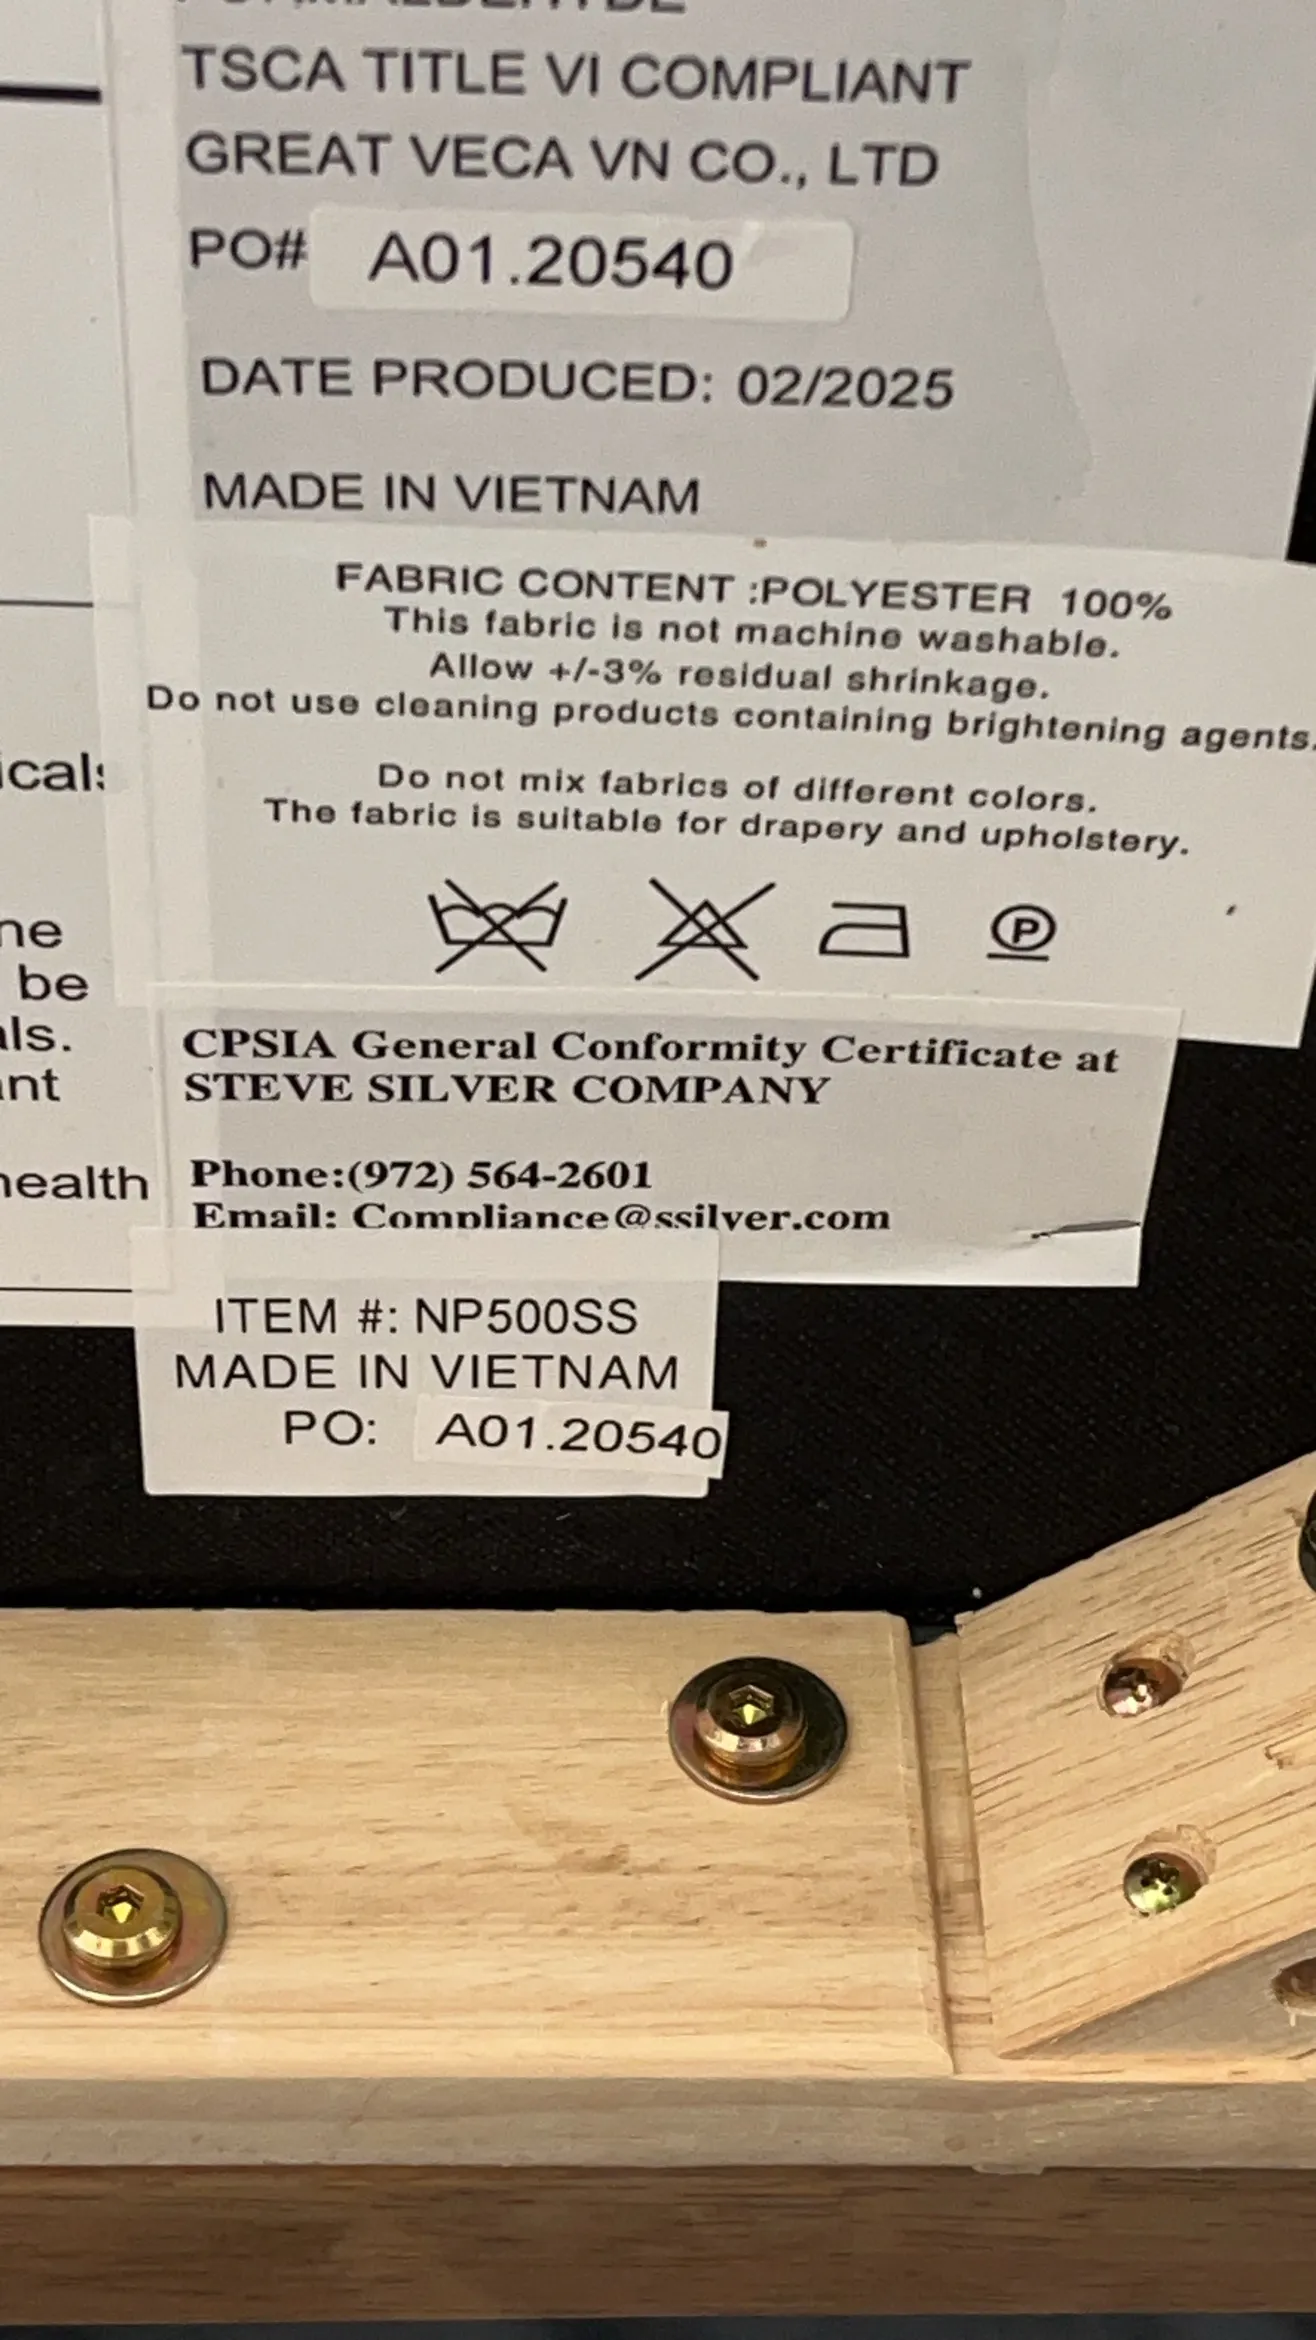 TSCA TITLE VI COMPLIANT
GREAT VECA VN CO., LTD
PO# A01.20540
DATE PRODUCED: 02/2025
MADE IN VIETNAM
FABRIC CONTENT :POLYESTER 100%
This fabric is not machine washable.
Allow +/-3% residual shrinkage.
Do not use cleaning products containing brightening agents.
Do not mix fabrics of different colors.
The fabric is suitable for drapery and upholstery.
P
be
health
CPSIA General Conformity Certificate at
STEVE SILVER COMPANY
Phone:(972) 564-2601
Email: Compliance@ssilver.com
ITEM #: NP500SS
MADE IN VIETNAM
PO: A01.20540